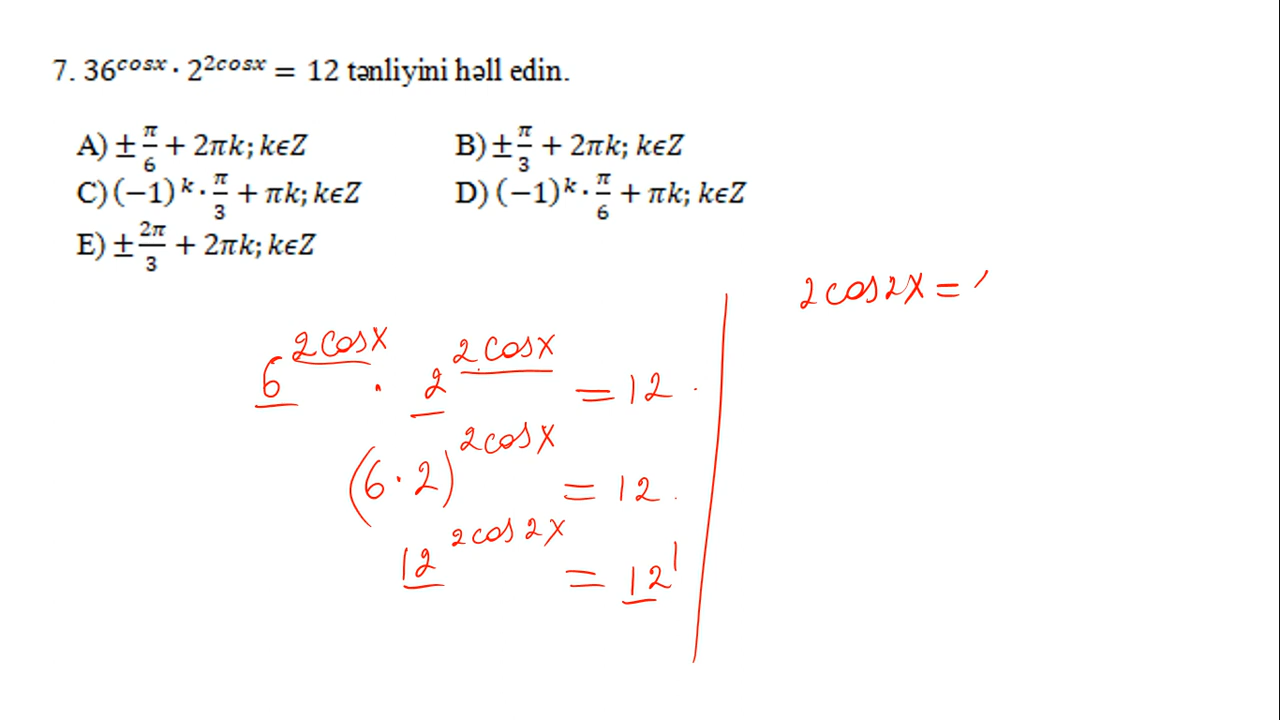 7. 36^{cosx} · 2^{2cosx} = 12 tənliyini həll edin.
A) ± π/6 + 2πk; kϵZ B) ± π/3 + 2πk; kϵZ
C) (−1)^k · π/3 + πk; kϵZ D) (−1)^k · π/6 + πk; kϵZ
E) ± 2π/3 + 2πk; kϵZ
6^{2cosx} · 2^{2cosx} = 12
(6 · 2)^{2cosx} = 12
12^{2cos2x} = 12^1
2cos2x =